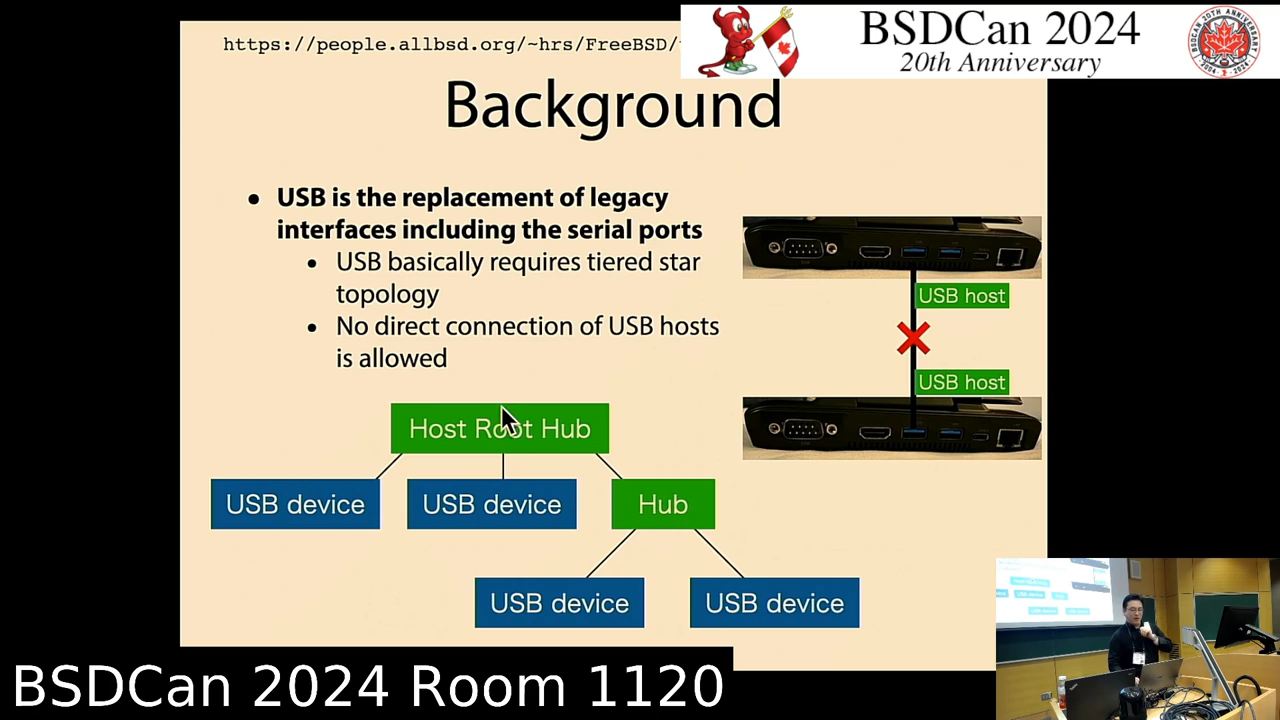 https://people.allbsd.org/~hrs/FreeBSD/
BSDCan 2024
20th Anniversary
Background
• USB is the replacement of legacy
interfaces including the serial ports
• USB basically requires tiered star
topology
• No direct connection of USB hosts
is allowed
USB host
USB host
Host Root Hub
USB device
USB device
Hub
USB device
USB device
BSDCan 2024 Room 1120